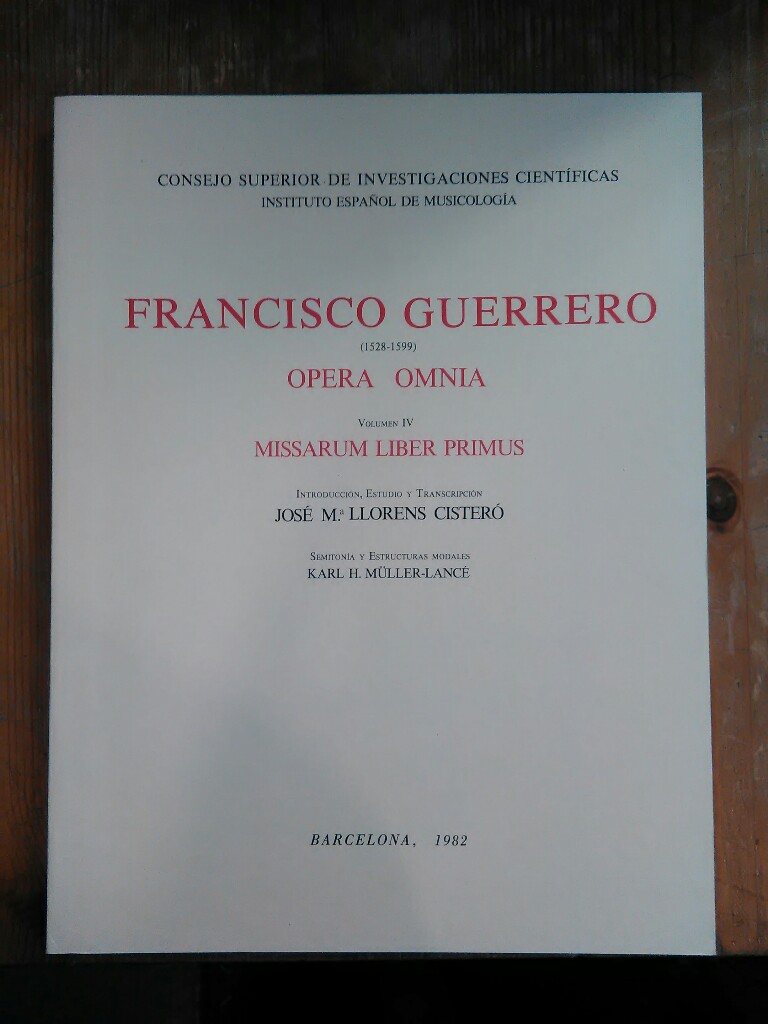 CONSEJO SUPERIOR DE INVESTIGACIONES CIENTÍFICAS
INSTITUTO ESPAÑOL DE MUSICOLOGÍA
FRANCISCO GUERRERO
(1528-1599)
OPERA OMNIA
VOLUMEN IV
MISSARUM LIBER PRIMUS
INTRODUCCIÓN, ESTUDIO Y TRANSCRIPCIÓN
JOSÉ M.ª LLORENS CISTERÓ
SEMITONÍA Y ESTRUCTURAS MODALES
KARL H. MÜLLER-LANCÉ
BARCELONA, 1982